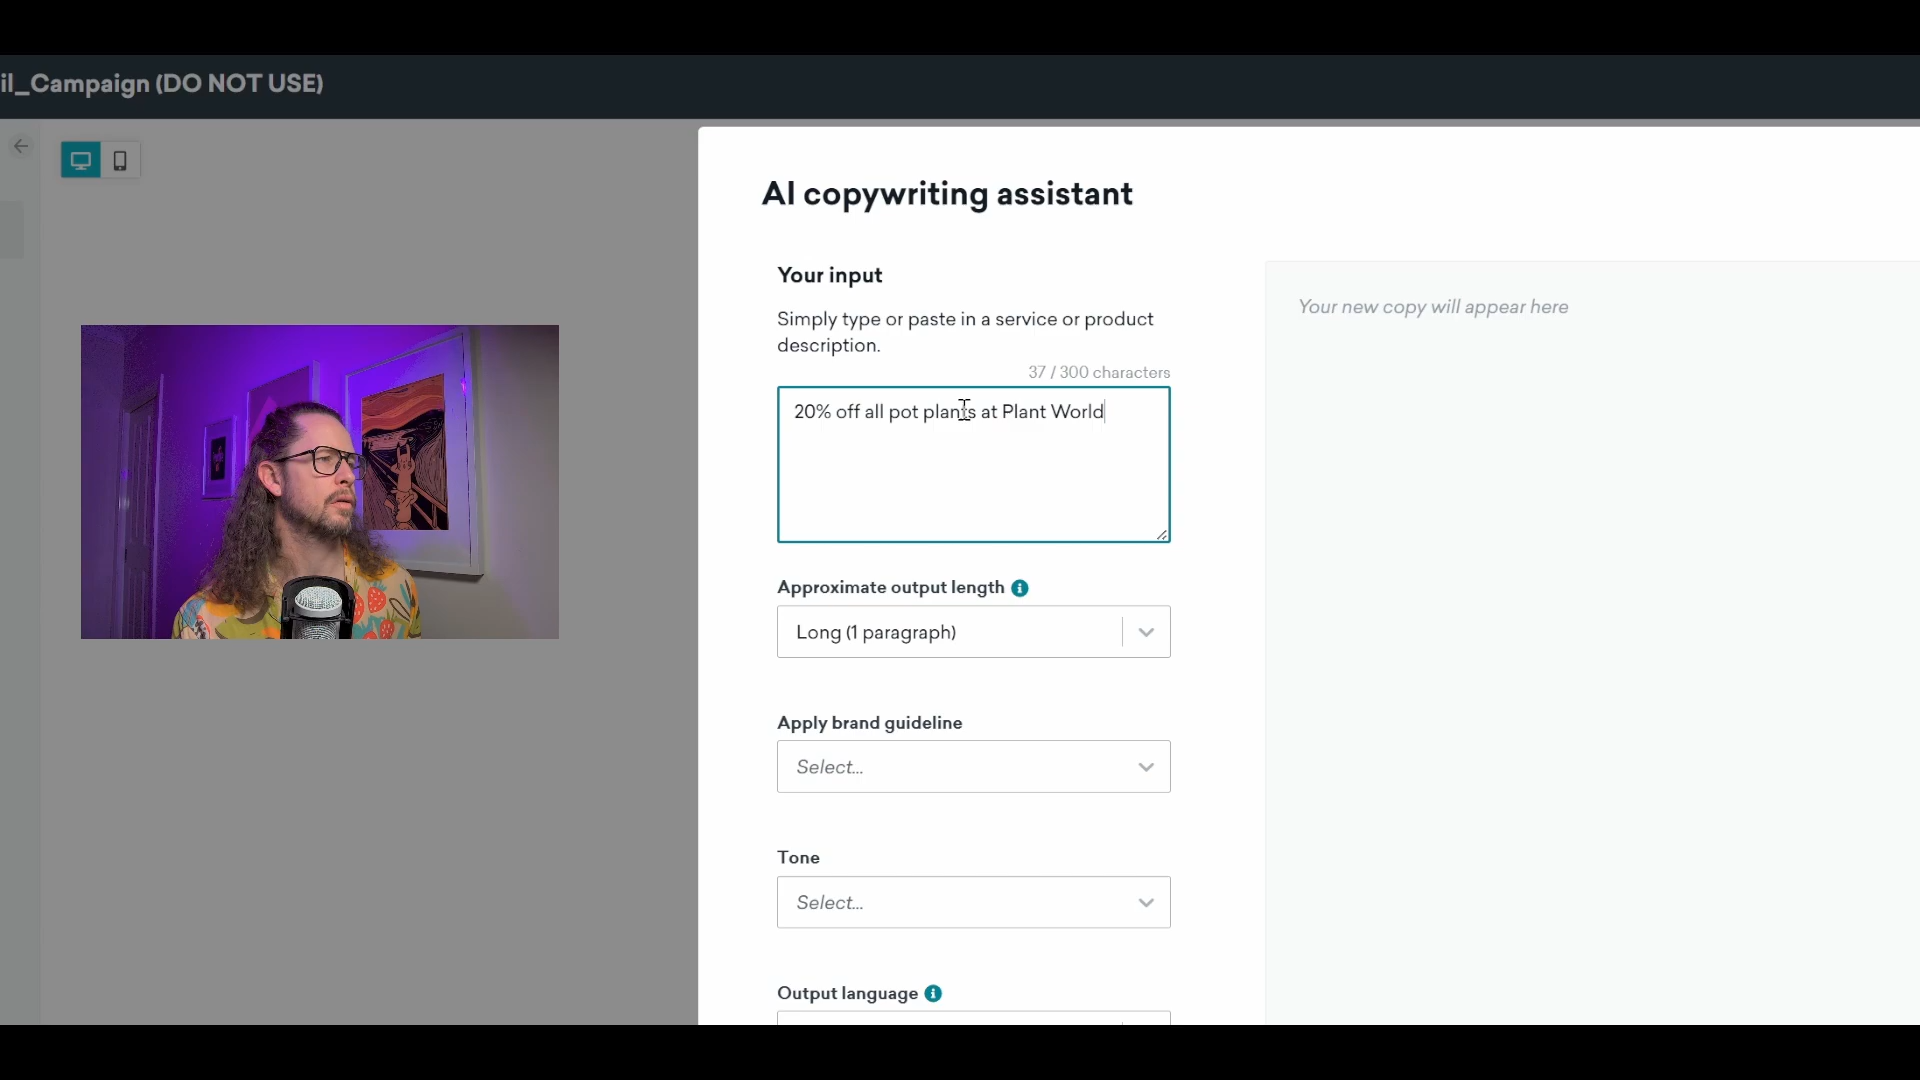 il_Campaign (DO NOT USE)
AI copywriting assistant
Your input
Simply type or paste in a service or product
description.
37 / 300 characters
20% off all pot plants at Plant World
Approximate output length
Long (1 paragraph)
Apply brand guideline
Select...
Tone
Select...
Output language
Your new copy will appear here